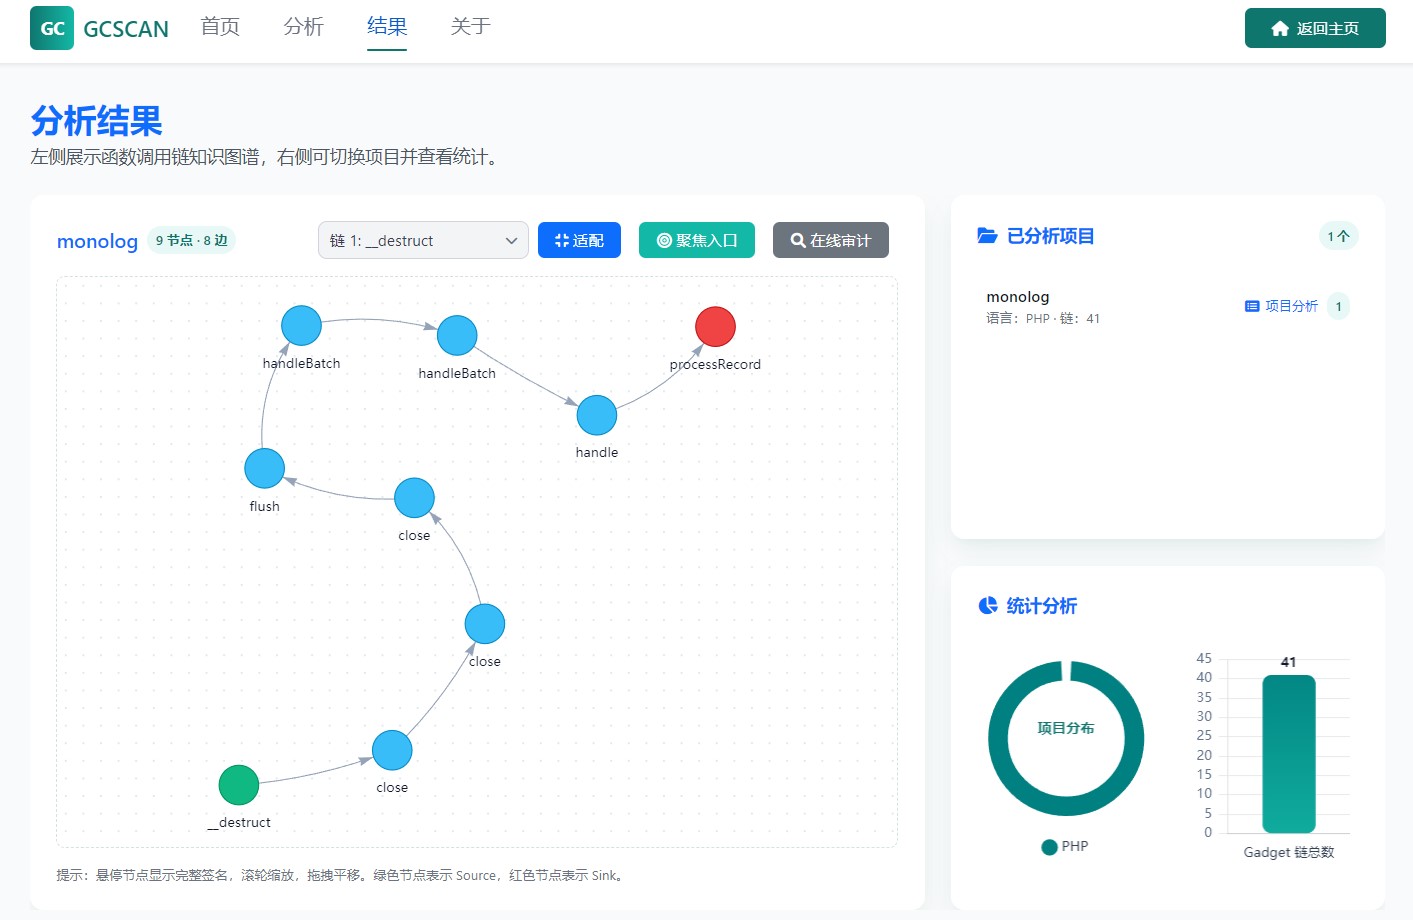 GC GCSCAN 首页 分析 结果 关于 返回主页
分析结果
左侧展示函数调用链知识图谱，右侧可切换项目并查看统计。
monolog 9 节点 · 8 边 链 1: __destruct 适配 聚焦入口 在线审计
handleBatch
handleBatch
processRecord
handle
flush
close
close
close
__destruct
提示：悬停节点显示完整签名，滚轮缩放，拖拽平移。绿色节点表示 Source，红色节点表示 Sink。
已分析项目 1 个
monolog
语言：PHP · 链：41
项目分析 1
统计分析
项目分布
PHP
45
40
35
30
25
20
15
10
5
0
41
Gadget 链总数